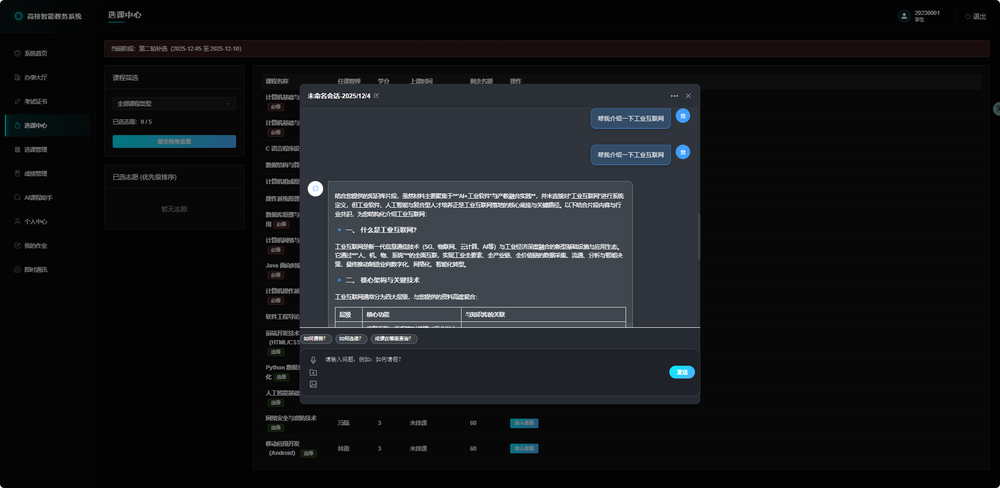 高校智能教务系统
选课中心
20230001
学生
退出
系统首页
办事大厅
考试证书
选课中心
选课管理
成绩管理
AI课程助手
个人中心
我的作业
即时通讯
当前阶段：第二轮补选（2025-12-05 至 2025-12-10）
课程筛选
全部课程类型
已选志愿：0 / 5
提交所有志愿
已选志愿 (优先级排序)
暂无志愿
课程名称 任课教师 学分 上课时间 剩余名额 操作
计算机基础与
必修
计算机基础与
必修
C 语言程序设
数据结构与算
计算机组成原
操作系统原理
数据库原理与
用 必修
计算机网络与
必修
Java 面向对象
必修
计算机操作系
必修
软件工程导论
前端开发技术
（HTML/CSS
选修
Python 数据分
化 选修
人工智能基础
选修
网络安全与攻防技术
选修
冯磊 3 未排课 60 加入志愿
移动应用开发
（Android） 选修
林霞 3 未排课 60 加入志愿
未命名会话-2025/12/4
帮我介绍一下工业互联网
我
帮我介绍一下工业互联网
我
结合您提供的知识库片段，虽然材料主要聚焦于**“AI+工业软件”与产教融合实践**，并未直接对“工业互联网”进行系统
定义，但工业软件、人工智能与复合型人才培养正是工业互联网落地的核心底座与关键路径。以下结合片段内容与行
业共识，为您结构化介绍工业互联网：
一、 什么是工业互联网？
工业互联网是新一代信息通信技术（5G、物联网、云计算、AI等）与工业经济深度融合的新型基础设施与应用生态。
它通过**“人、机、物、系统”**的全面互联，实现工业全要素、全产业链、全价值链的数据采集、流通、分析与智能决
策，最终推动制造业向数字化、网络化、智能化转型。
二、 核心架构与关键技术
工业互联网通常分为四大层级，与您提供的资料高度契合：
层级 核心功能 与知识库的关联
如何请假？ 如何选课？ 成绩在哪里查询？
请输入问题，例如：如何请假？
发送